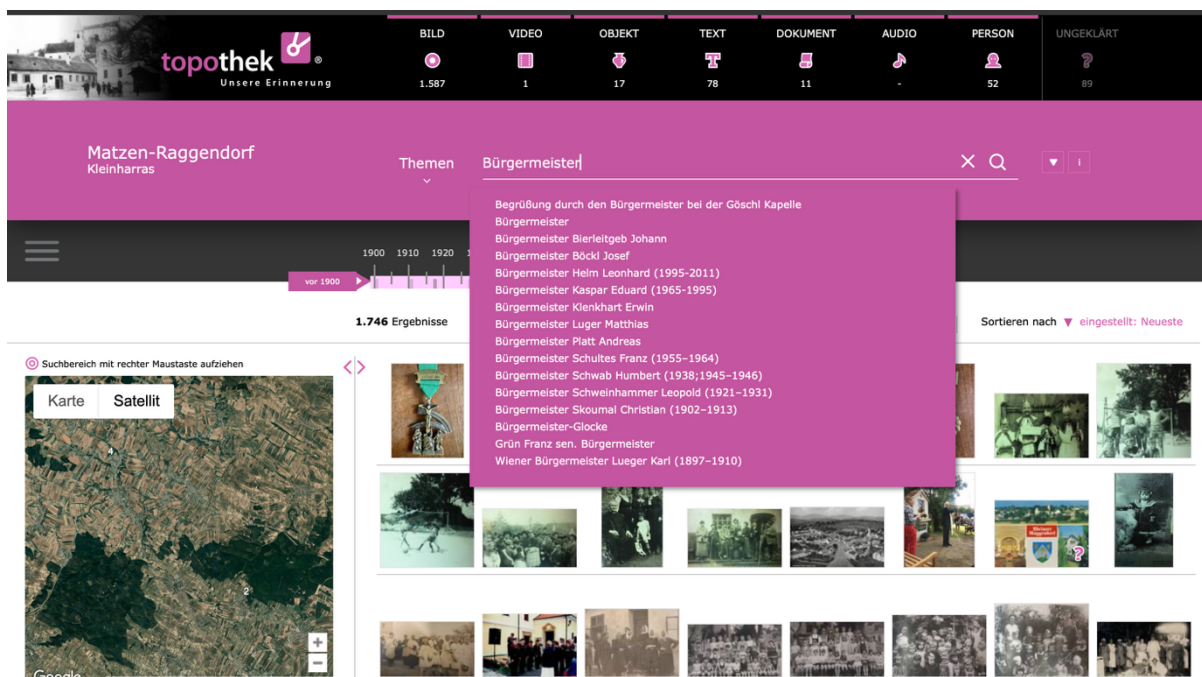 topothek ®
Unsere Erinnerung
BILD VIDEO OBJEKT TEXT DOKUMENT AUDIO PERSON UNGEKLÄRT
1.587 1 17 78 11 - 52 89
Matzen-Raggendorf
Kleinharras
Themen Bürgermeister
Begrüßung durch den Bürgermeister bei der Göschl Kapelle
Bürgermeister
Bürgermeister Bierleitgeb Johann
Bürgermeister Böckl Josef
Bürgermeister Helm Leonhard (1995-2011)
Bürgermeister Kaspar Eduard (1965-1995)
Bürgermeister Klenkhart Erwin
Bürgermeister Luger Matthias
Bürgermeister Platt Andreas
Bürgermeister Schultes Franz (1955–1964)
Bürgermeister Schwab Humbert (1938;1945–1946)
Bürgermeister Schweinhammer Leopold (1921–1931)
Bürgermeister Skoumal Christian (1902–1913)
Bürgermeister-Glocke
Grün Franz sen. Bürgermeister
Wiener Bürgermeister Lueger Karl (1897–1910)
1900 1910 1920
vor 1900
1.746 Ergebnisse
Sortieren nach ▼ eingestellt: Neueste
Suchbereich mit rechter Maustaste aufziehen
Karte Satellit
4
2
+
−
Google